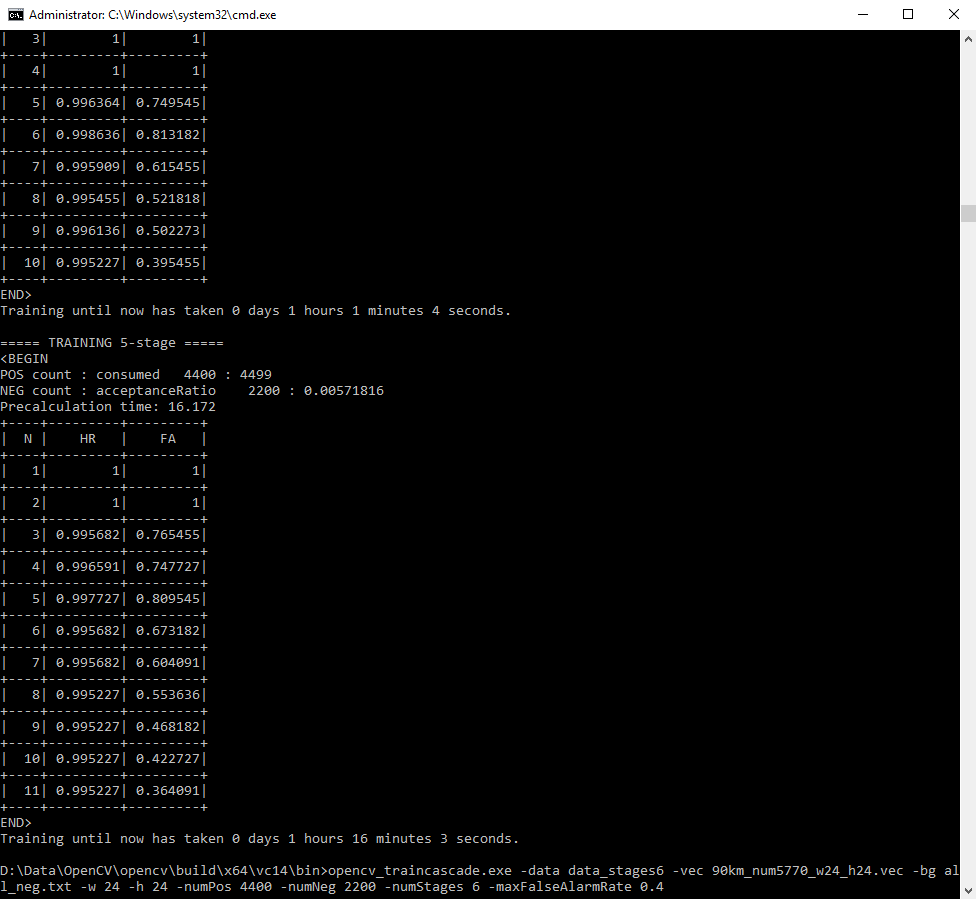 Administrator: C:\Windows\system32\cmd.exe
|   3|        1|        1|
+----+---------+---------+
|   4|        1|        1|
+----+---------+---------+
|   5| 0.996364| 0.749545|
+----+---------+---------+
|   6| 0.998636| 0.813182|
+----+---------+---------+
|   7| 0.995909| 0.615455|
+----+---------+---------+
|   8| 0.995455| 0.521818|
+----+---------+---------+
|   9| 0.996136| 0.502273|
+----+---------+---------+
|  10| 0.995227| 0.395455|
+----+---------+---------+
END>
Training until now has taken 0 days 1 hours 1 minutes 4 seconds.

===== TRAINING 5-stage =====
<BEGIN
POS count : consumed   4400 : 4499
NEG count : acceptanceRatio    2200 : 0.00571816
Precalculation time: 16.172
+----+---------+---------+
|  N |    HR   |    FA   |
+----+---------+---------+
|   1|        1|        1|
+----+---------+---------+
|   2|        1|        1|
+----+---------+---------+
|   3| 0.995682| 0.765455|
+----+---------+---------+
|   4| 0.996591| 0.747727|
+----+---------+---------+
|   5| 0.997727| 0.809545|
+----+---------+---------+
|   6| 0.995682| 0.673182|
+----+---------+---------+
|   7| 0.995682| 0.604091|
+----+---------+---------+
|   8| 0.995227| 0.553636|
+----+---------+---------+
|   9| 0.995227| 0.468182|
+----+---------+---------+
|  10| 0.995227| 0.422727|
+----+---------+---------+
|  11| 0.995227| 0.364091|
+----+---------+---------+
END>
Training until now has taken 0 days 1 hours 16 minutes 3 seconds.

D:\Data\OpenCV\opencv\build\x64\vc14\bin>opencv_traincascade.exe -data data_stages6 -vec 90km_num5770_w24_h24.vec -bg al
l_neg.txt -w 24 -h 24 -numPos 4400 -numNeg 2200 -numStages 6 -maxFalseAlarmRate 0.4